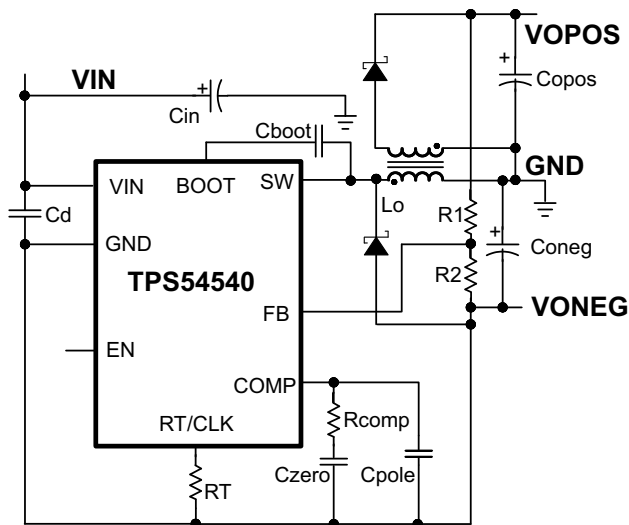 VOPOS
VIN
+
Copos
+
Cin
Cboot
GND
VIN
BOOT
SW
Cd
Lo
R1
+
GND
Coneg
TPS54540
R2
FB
VONEG
EN
COMP
Rcomp
RT/CLK
Czero
Cpole
RT